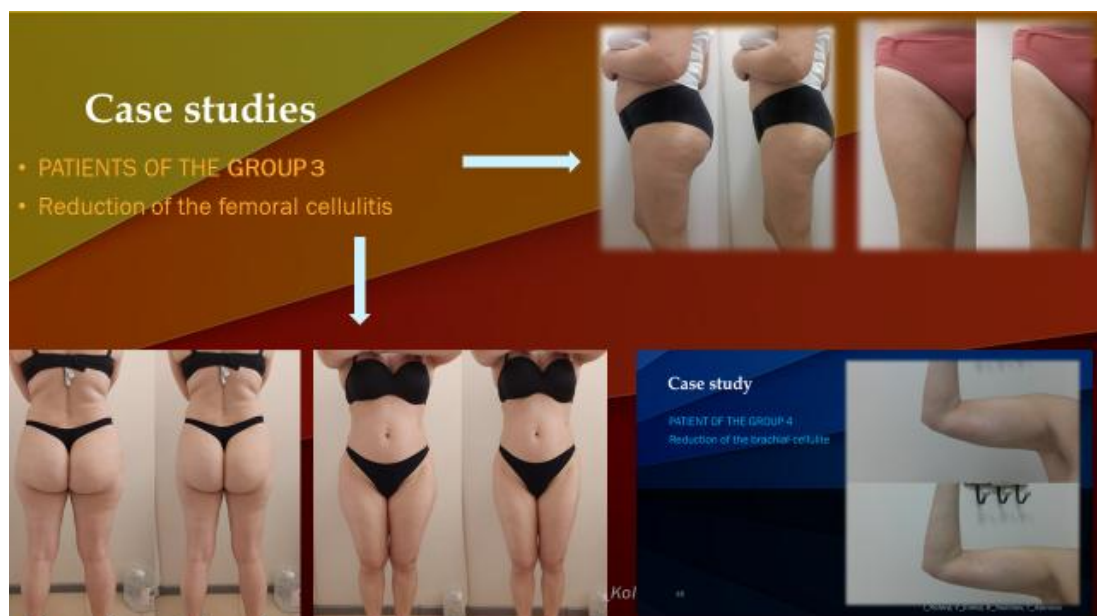 Case studies
• PATIENTS OF THE GROUP 3
• Reduction of the femoral cellulitis
Case study
PATIENT OF THE GROUP 4
Reduction of the brachial cellulite
_Kol